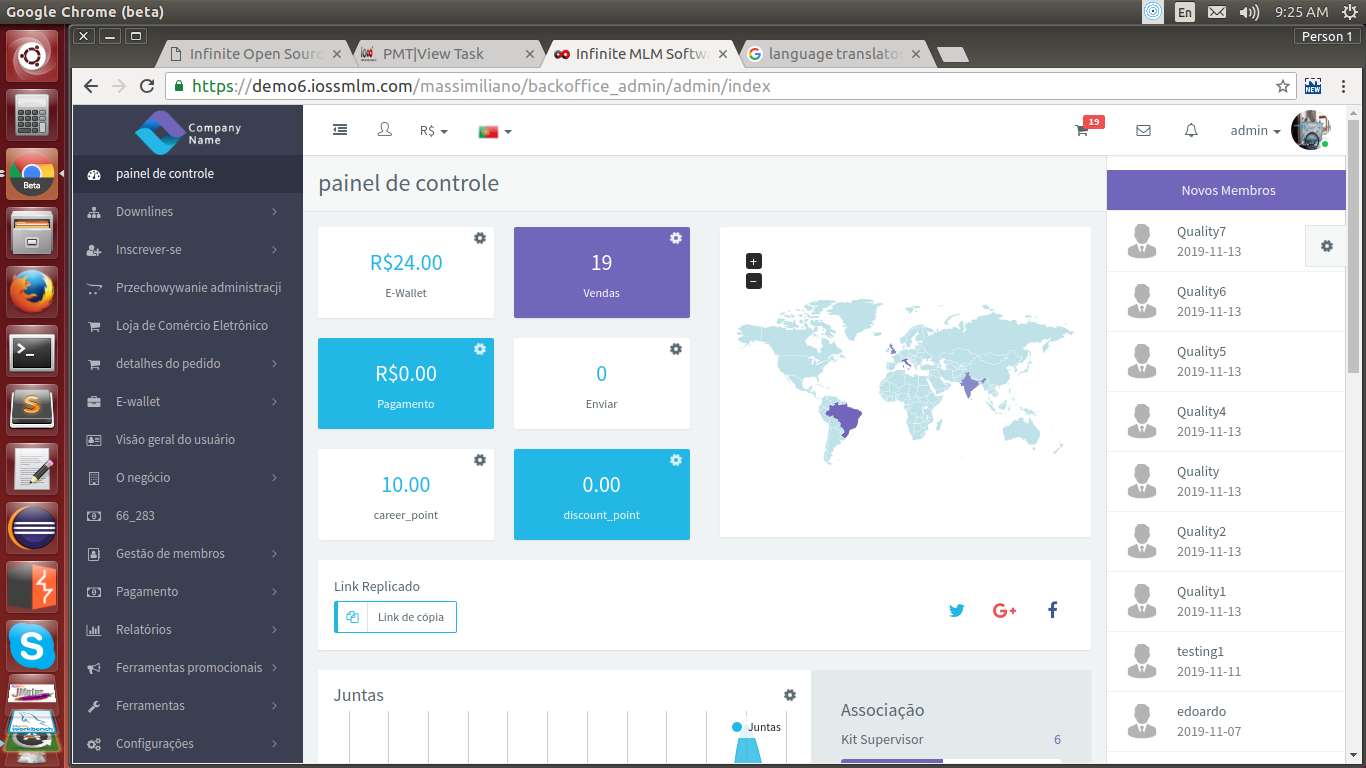 Google Chrome (beta)
En
9:25 AM
Person 1
Infinite Open Sourc
PMT|View Task
Infinite MLM Softw
language translato
https://demo6.iossmlm.com/massimiliano/backoffice_admin/admin/index
NEW
Company
Name
R$
19
admin
painel de controle
Downlines
Inscrever-se
Przechowywanie administracji
Loja de Comércio Eletrônico
detalhes do pedido
E-wallet
Visão geral do usuário
O negócio
66_283
Gestão de membros
Pagamento
Relatórios
Ferramentas promocionais
Ferramentas
Configurações
Beta
painel de controle
R$24.00
E-Wallet
19
Vendas
R$0.00
Pagamento
0
Enviar
10.00
career_point
0.00
discount_point
+
−
Link Replicado
Link de cópia
Juntas
Juntas
Associação
Kit Supervisor 6
Novos Membros
Quality7
2019-11-13
Quality6
2019-11-13
Quality5
2019-11-13
Quality4
2019-11-13
Quality
2019-11-13
Quality2
2019-11-13
Quality1
2019-11-13
testing1
2019-11-11
edoardo
2019-11-07